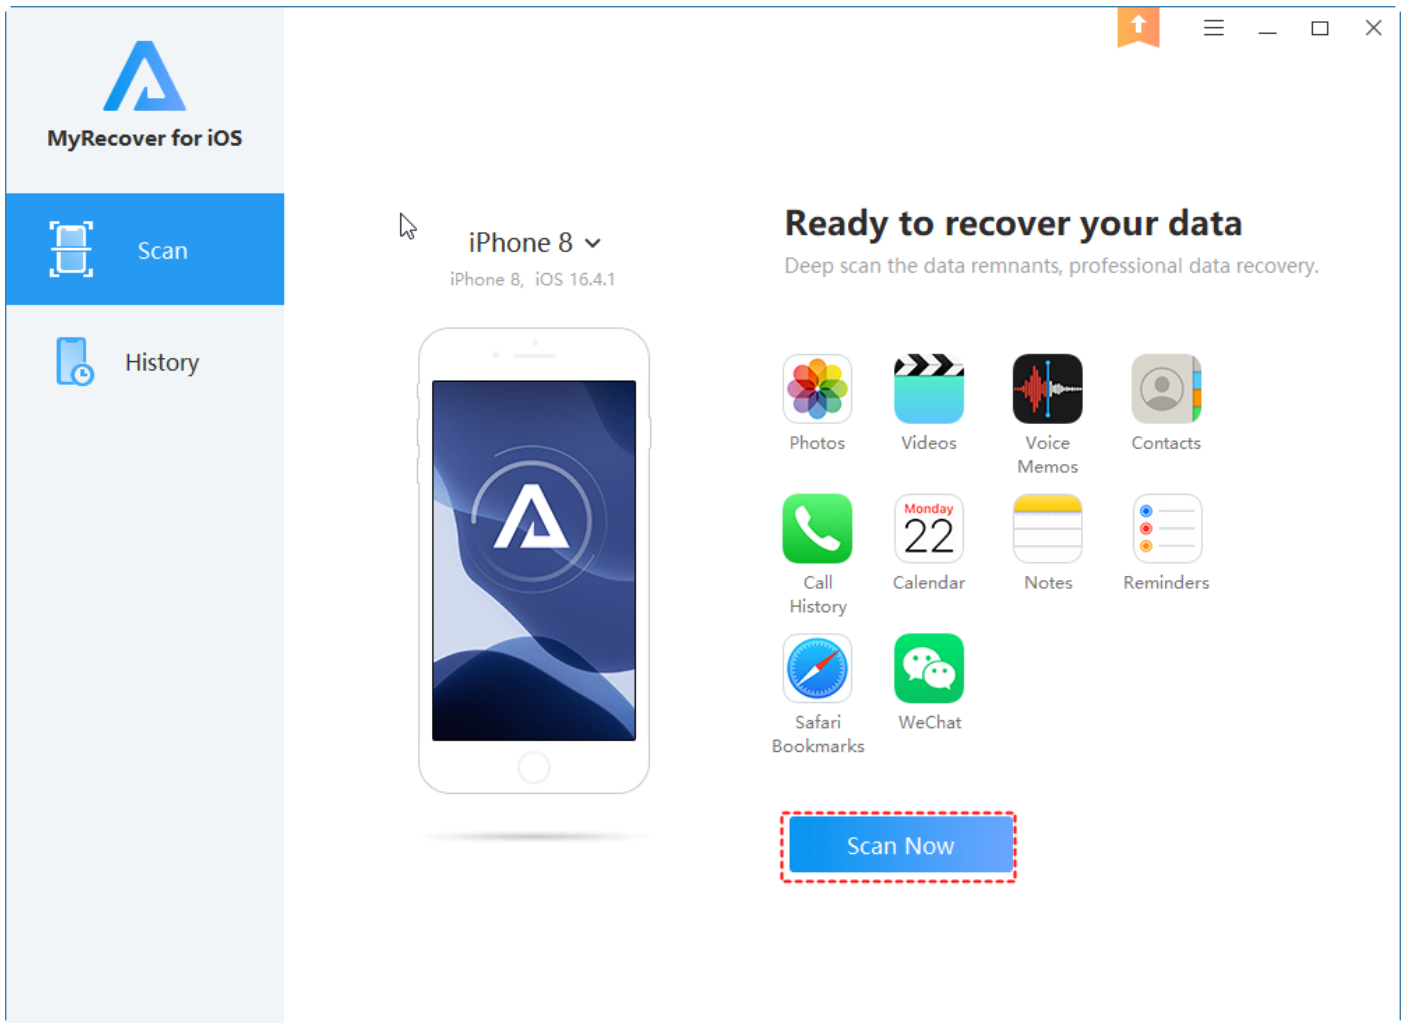 MyRecover for iOS
Scan
History
iPhone 8
iPhone 8,  iOS 16.4.1
Ready to recover your data
Deep scan the data remnants, professional data recovery.
Photos
Videos
Voice
Memos
Contacts
Call
History
Monday
22
Calendar
Notes
Reminders
Safari
Bookmarks
WeChat
Scan Now